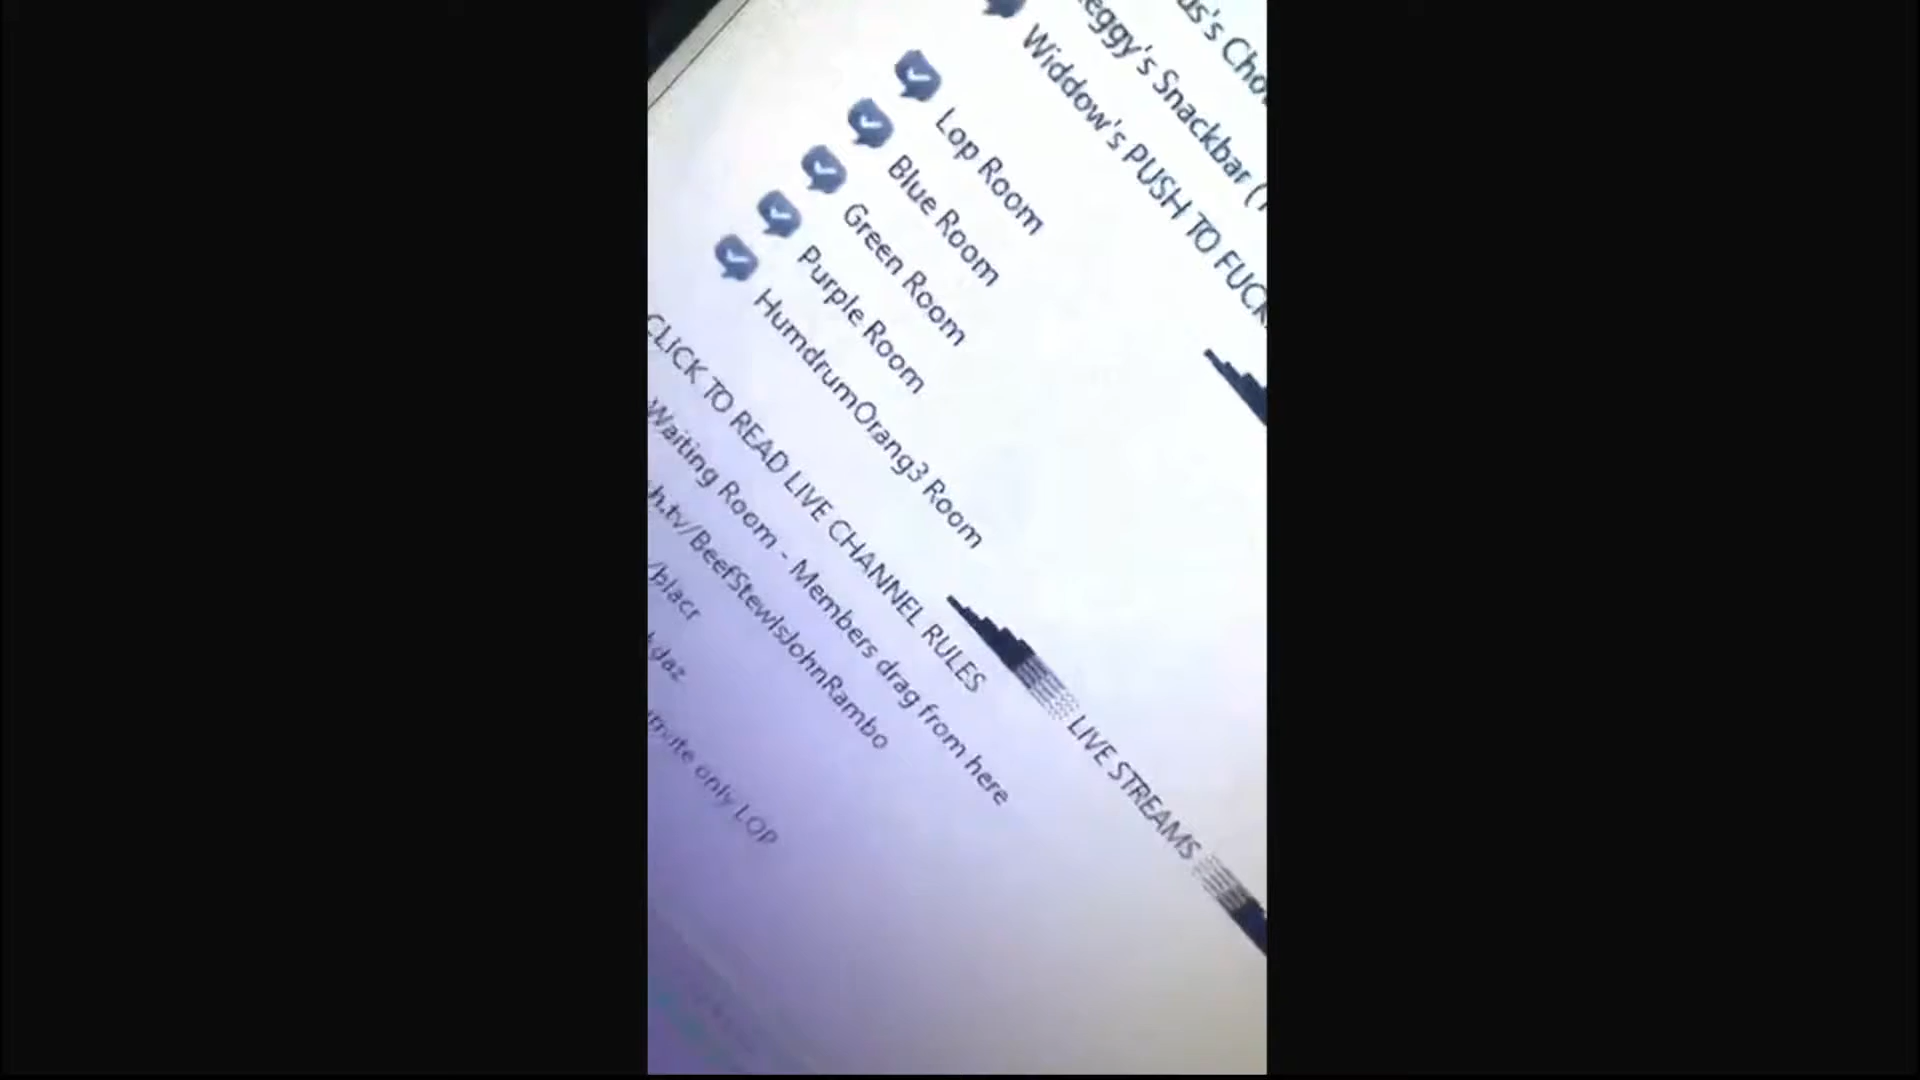 's Cho
eggy's Snackbar (
Widdow's PUSH TO FUCK
Lop Room
Blue Room
Green Room
Purple Room
HumdrumOrang3 Room
LIVE STREAMS
CLICK TO READ LIVE CHANNEL RULES
Waiting Room - Members drag from here
h.tv/BeefStewIsJohnRambo
/blacr
daz
only LOP